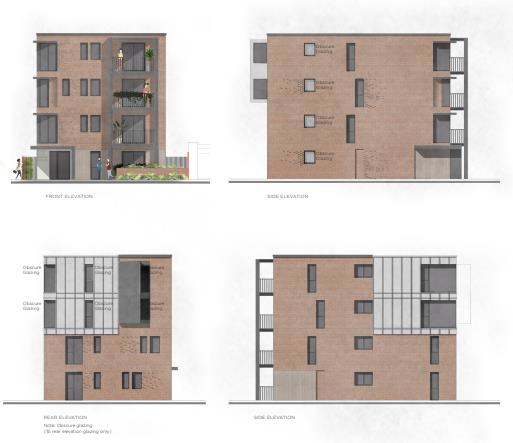 Obscure
Glazing
Obscure
Glazing
Obscure
Glazing
Obscure
Glazing
FRONT ELEVATION
SIDE ELEVATION
Obscure
Glazing
Obscure
Glazing
Obscure
Glazing
Obscure
Glazing
Obscure
Glazing
Obscure
Glazing
REAR ELEVATION
Note: Obscure glazing
(To rear elevation glazing only)
SIDE ELEVATION